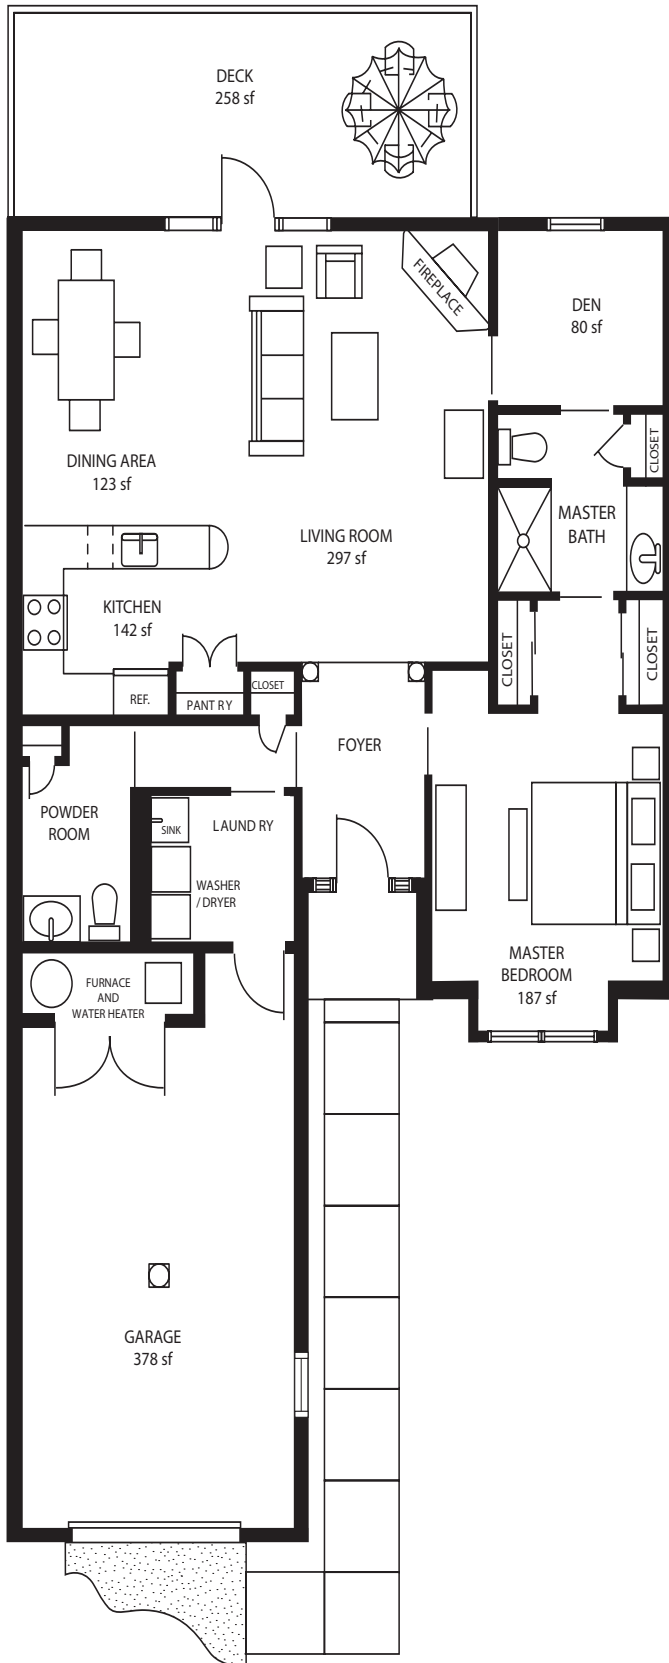 DECK
258 sf
FIREPLACE
DEN
80 sf
DINING AREA
123 sf
CLOSET
LIVING ROOM
297 sf
MASTER
BATH
KITCHEN
142 sf
CLOSET
CLOSET
REF.
PANT RY
CLOSET
FOYER
POWDER
ROOM
SINK
LAUND RY
WASHER
/ DRYER
MASTER
BEDROOM
187 sf
FURNACE
AND
WATER HEATER
GARAGE
378 sf